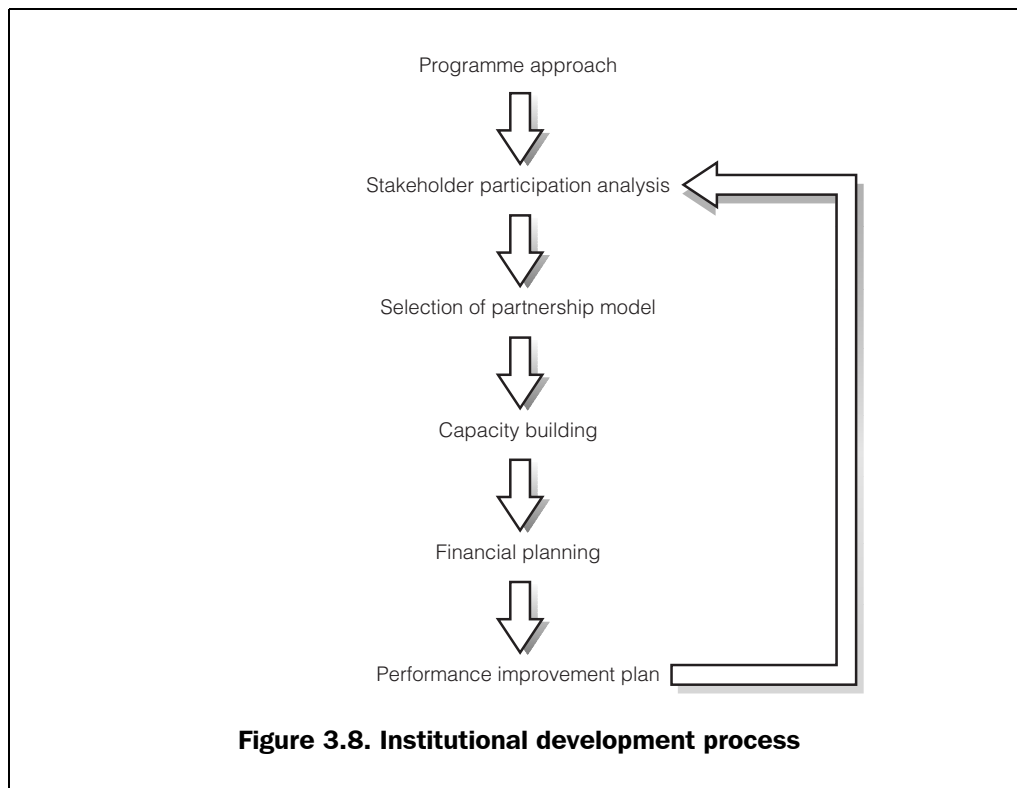 Programme approach
Stakeholder participation analysis
Selection of partnership model
Capacity building
Financial planning
Performance improvement plan
Figure 3.8. Institutional development process